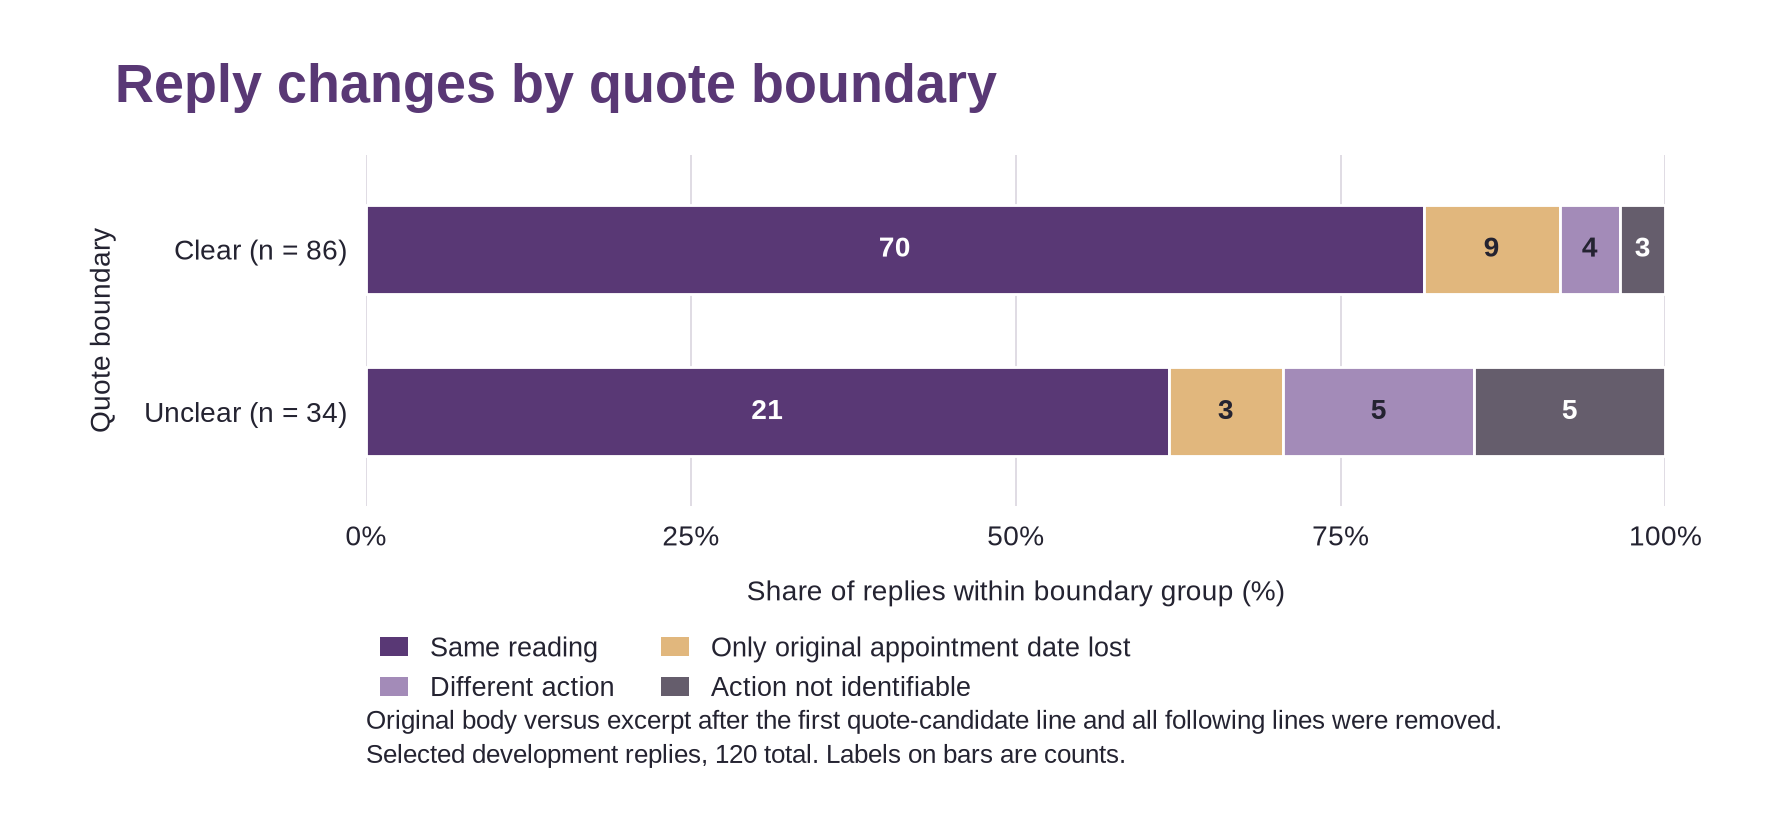 Reply changes by quote boundary
Quote boundary
Clear (n = 86)
70
9
4
3
Unclear (n = 34)
21
3
5
5
0%
25%
50%
75%
100%
Share of replies within boundary group (%)
Same reading
Only original appointment date lost
Different action
Action not identifiable
Original body versus excerpt after the first quote-candidate line and all following lines were removed.
Selected development replies, 120 total. Labels on bars are counts.